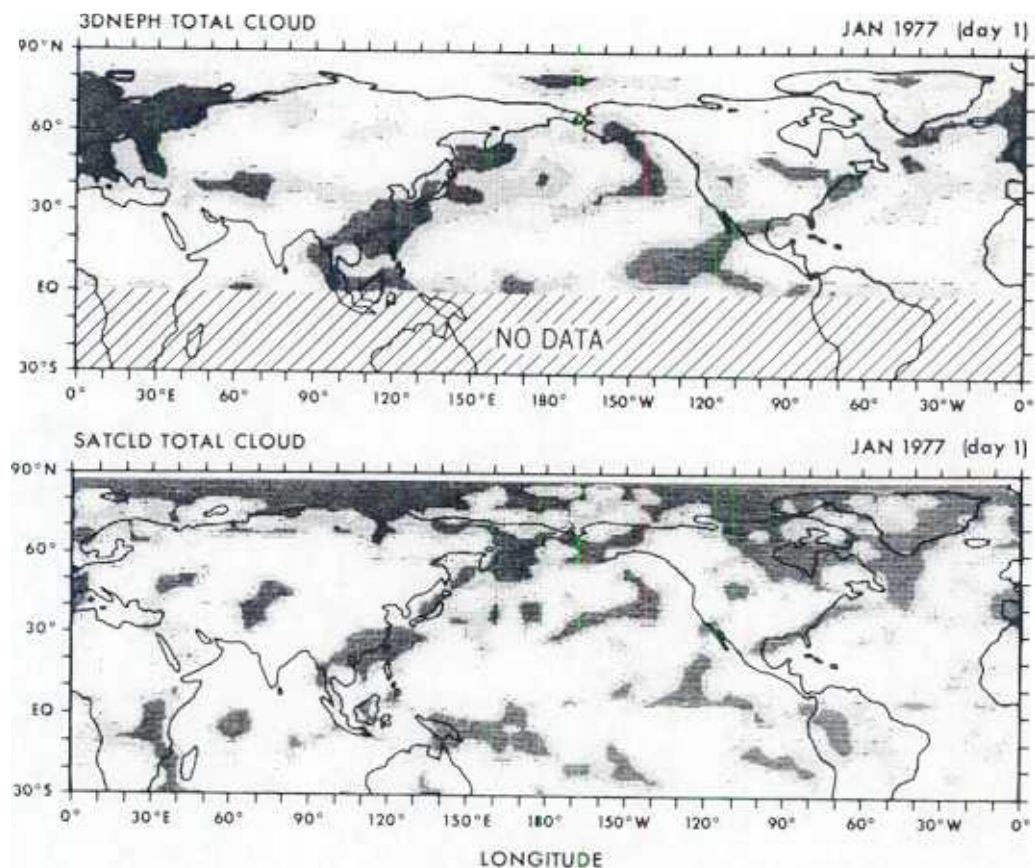 3DNEPH TOTAL CLOUD JAN 1977 (day 1)
90°N
60°
30°
EQ
NO DATA
30°S
0° 30°E 60° 90° 120° 150°E 180° 150°W 120° 90° 60° 30°W 0°
SATCLD TOTAL CLOUD JAN 1977 (day 1)
90°N
60°
30°
EQ
30°S
0° 30°E 60° 90° 120° 150°E 180° 150°W 120° 90° 60° 30°W 0°
LONGITUDE